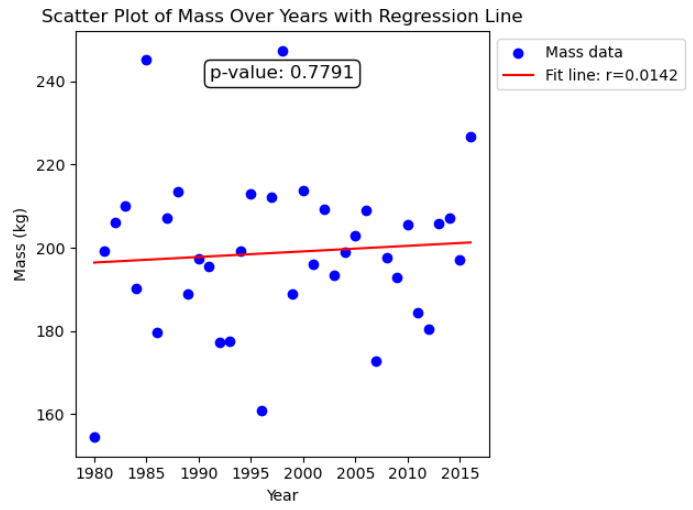 Scatter Plot of Mass Over Years with Regression Line
p-value: 0.7791
Mass data
Fit line: r=0.0142
Mass (kg)
240
220
200
180
160
1980 1985 1990 1995 2000 2005 2010 2015
Year